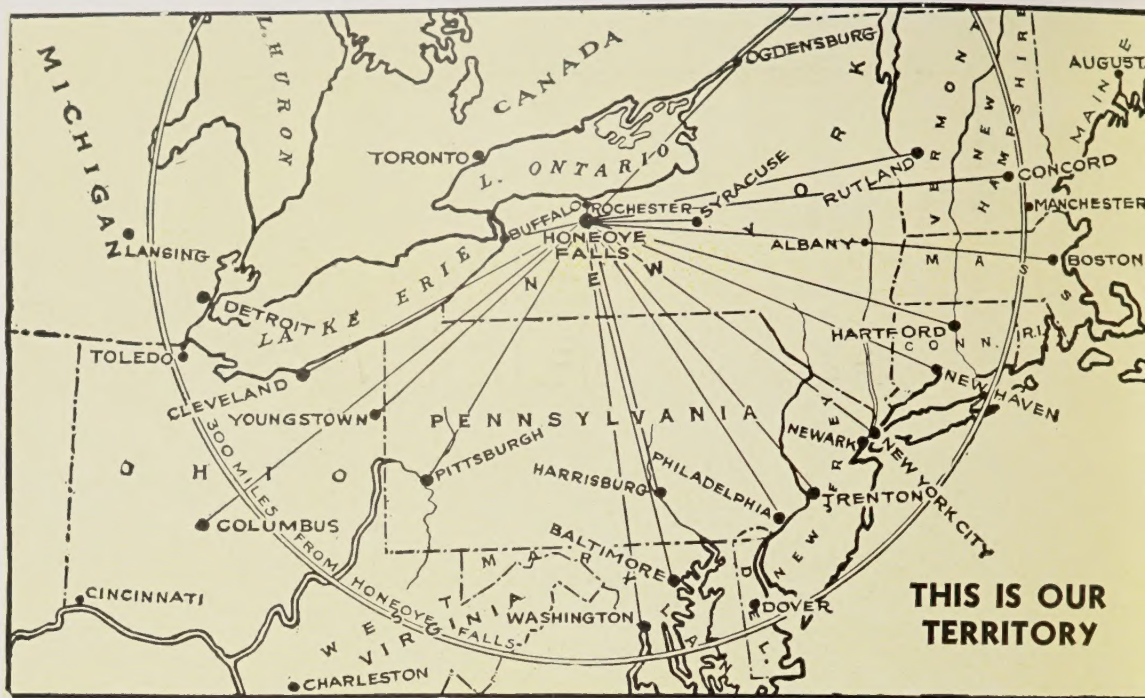 MICHIGAN
L. HURON
CANADA
OGDENSBURG
NEW YORK
VERMONT
NEW HAMPSHIRE
MAINE
AUGUST
TORONTO
L. ONTARIO
SYRACUSE
RUTLAND
CONCORD
MANCHESTER
BUFFALO
ROCHESTER
HONEOYE
FALLS
LANSING
ALBANY
MASS
BOSTON
DETROIT
LAKE ERIE
HARTFORD
CONN.
R.I.
TOLEDO
CLEVELAND
NEW HAVEN
YOUNGSTOWN
PENNSYLVANIA
NEW JERSEY
NEWARK
NEW YORK CITY
OHIO
PITTSBURGH
HARRISBURG
PHILADELPHIA
TRENTON
COLUMBUS
300 MILES FROM HONEOYE FALLS
BALTIMORE
MARYLAND
DEL.
CINCINNATI
WEST
VIRGINIA
WASHINGTON
DOVER
CHARLESTON
THIS IS OUR
TERRITORY